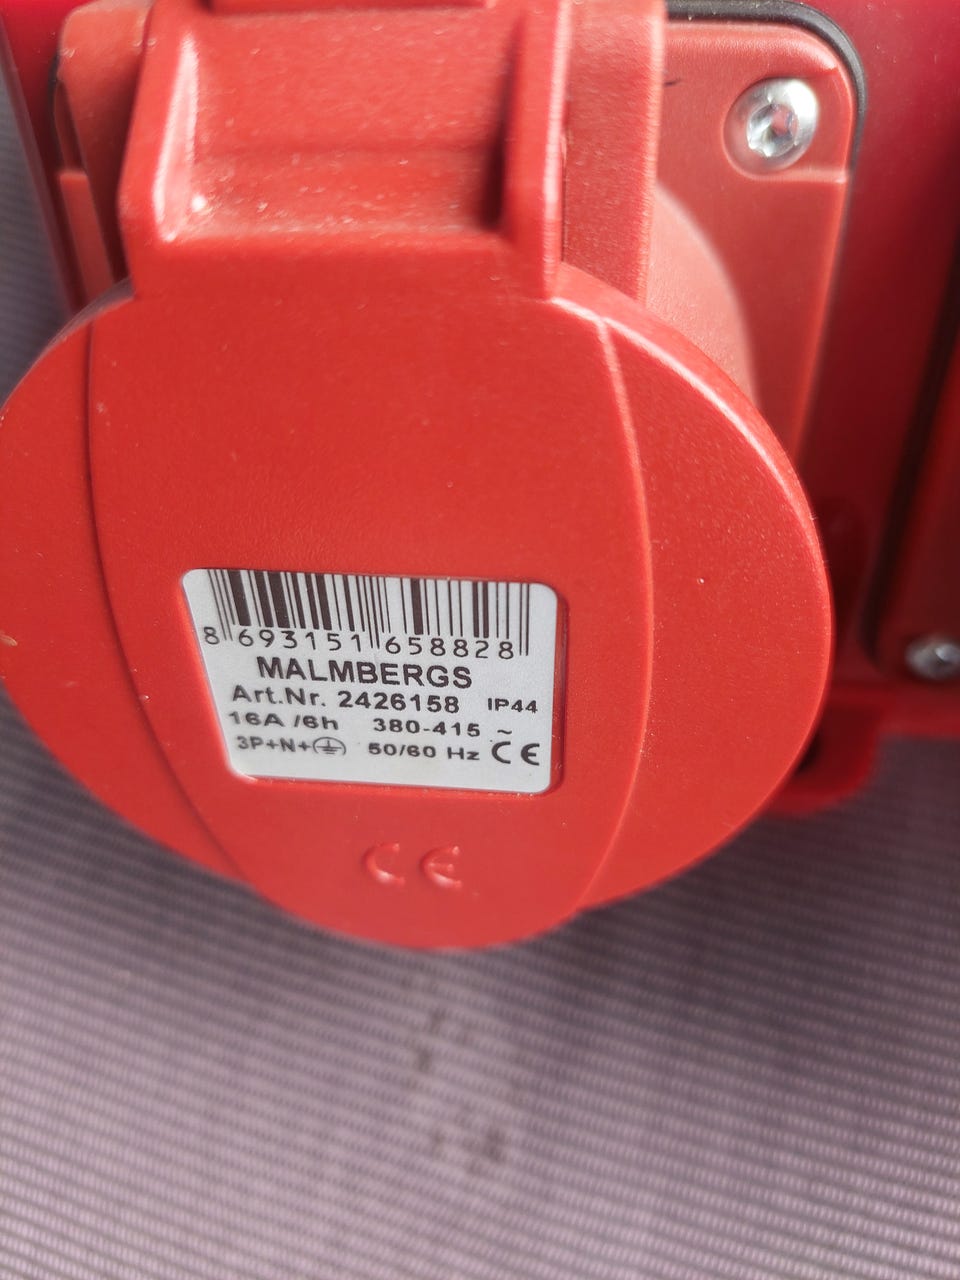 8 693151 658828
MALMBERGS
Art.Nr. 2426158 IP44
16A /6h 380-415 ~
3P+N+⏚ 50/60 Hz CE
CE